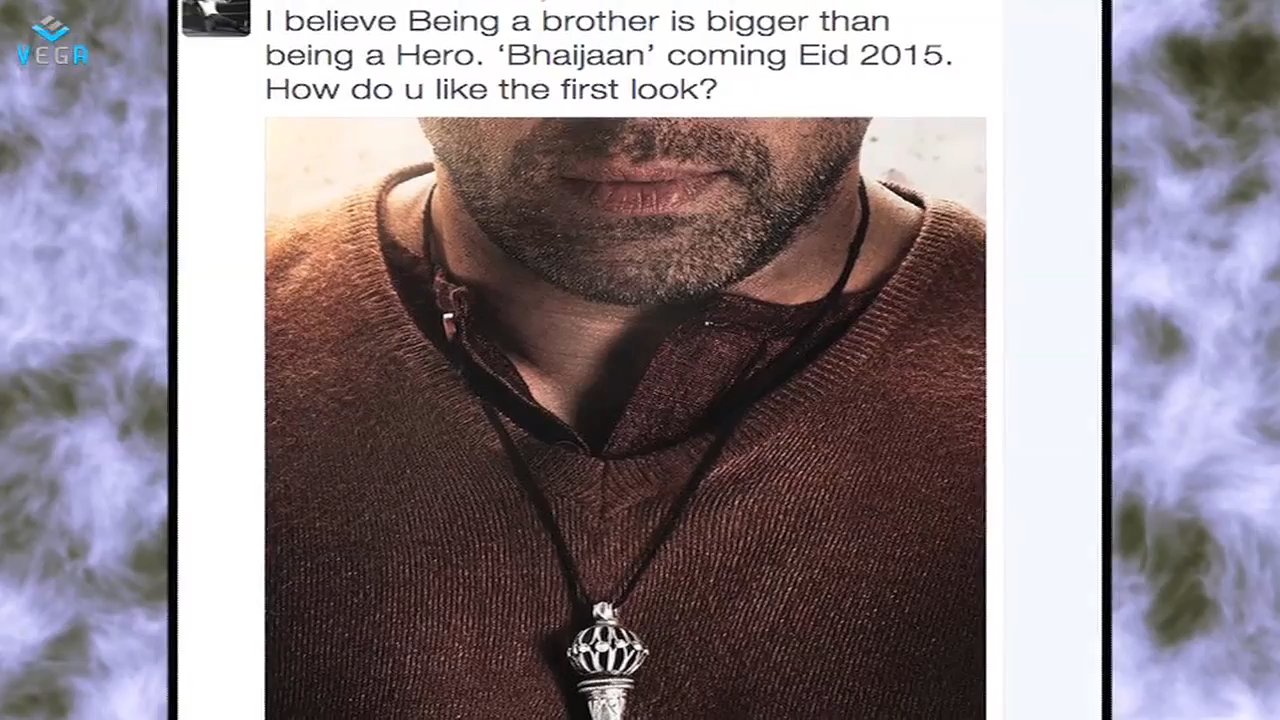 VEGA
I believe Being a brother is bigger than
being a Hero. ‘Bhaijaan’ coming Eid 2015.
How do u like the first look?